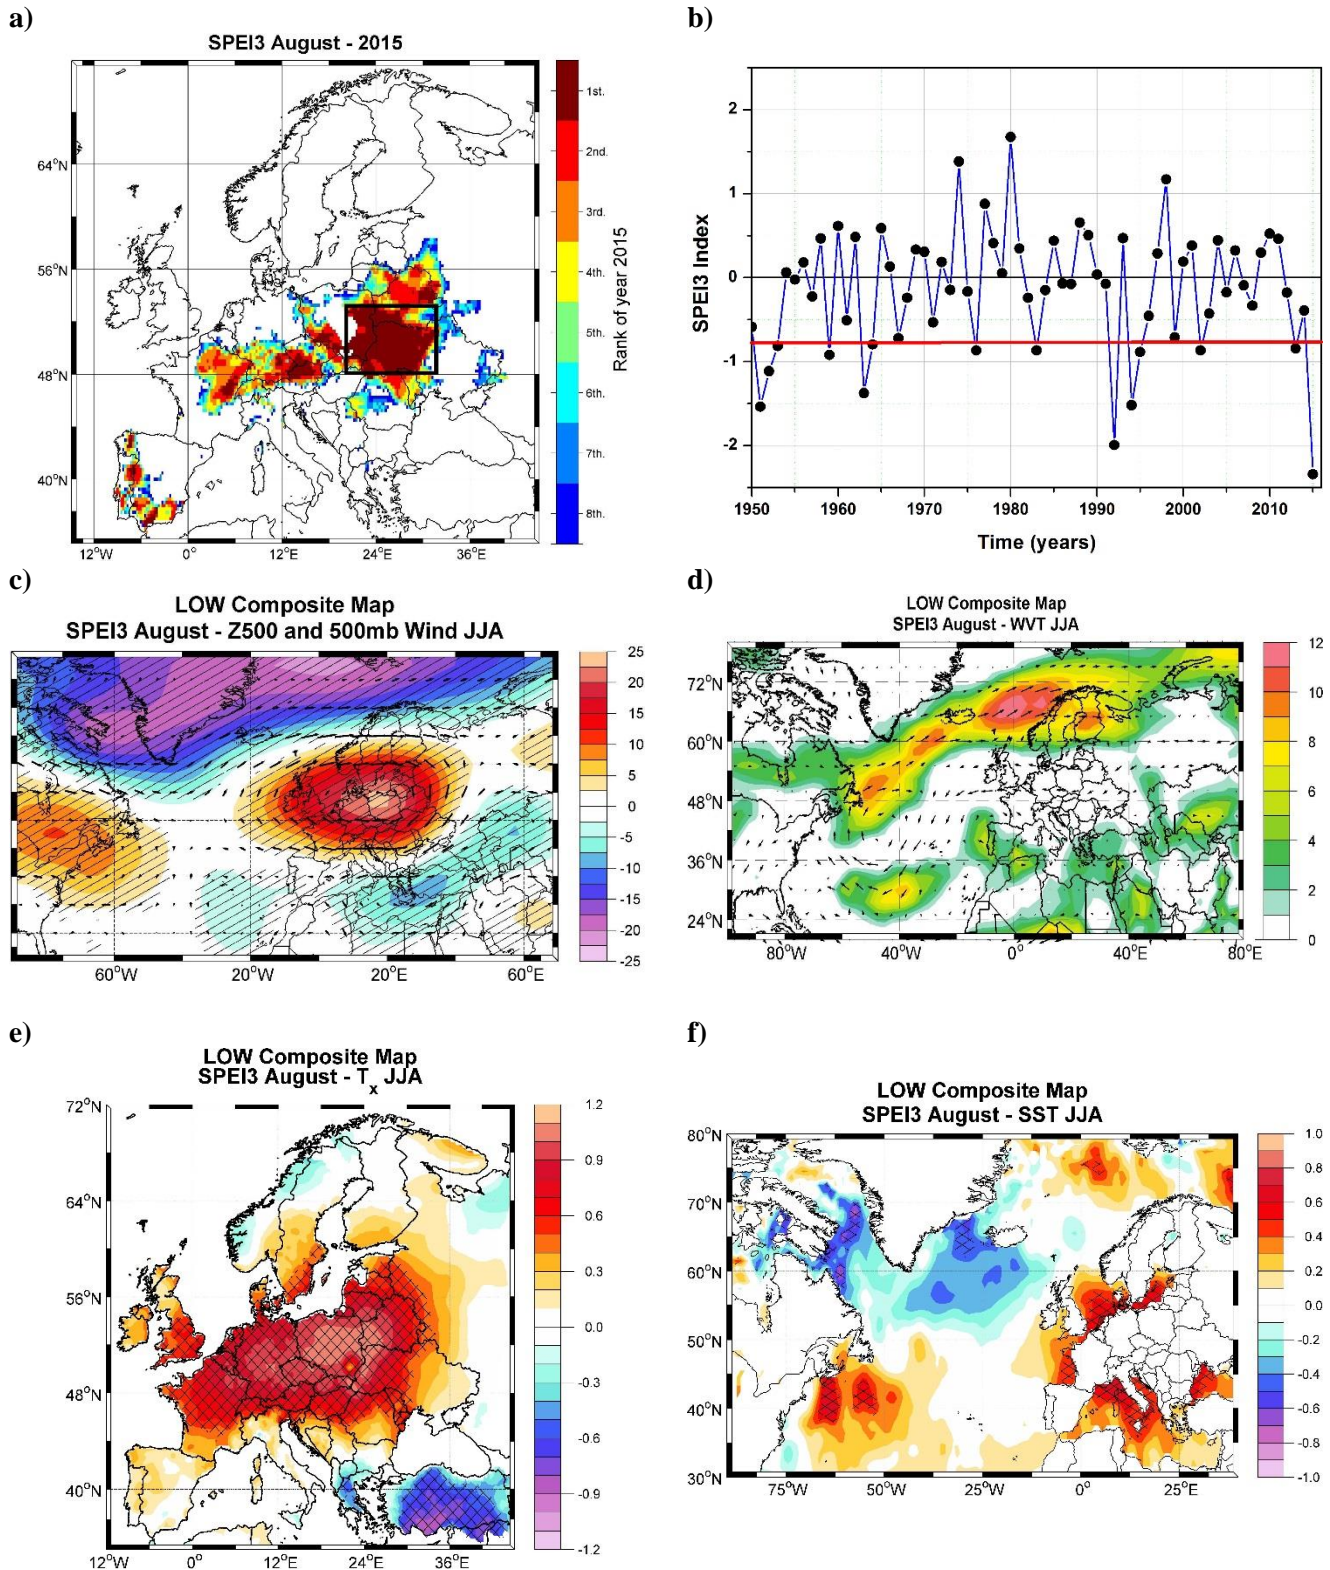 a)
SPEI3 August - 2015
64°N
56°N
48°N
40°N
12°W 0° 12°E 24°E 36°E
1st.
2nd.
3rd.
4th.
5th.
6th.
7th.
8th.
Rank of year 2015
b)
SPEI3 Index
2
1
0
-1
-2
1950 1960 1970 1980 1990 2000 2010
Time (years)
c)
LOW Composite Map
SPEI3 August - Z500 and 500mb Wind JJA
60°W 20°W 20°E 60°E
25
20
15
10
5
0
-5
-10
-15
-20
-25
d)
LOW Composite Map
SPEI3 August - WVT JJA
72°N
60°N
48°N
36°N
24°N
80°W 40°W 0° 40°E 80°E
12
10
8
6
4
2
0
e)
LOW Composite Map
SPEI3 August - Tx JJA
72°N
64°N
56°N
48°N
40°N
12°W 0° 12°E 24°E 36°E
1.2
0.9
0.6
0.3
0.0
-0.3
-0.6
-0.9
-1.2
f)
LOW Composite Map
SPEI3 August - SST JJA
80°N
70°N
60°N
50°N
40°N
30°N
75°W 50°W 25°W 0° 25°E
1.0
0.8
0.6
0.4
0.2
0.0
-0.2
-0.4
-0.6
-0.8
-1.0